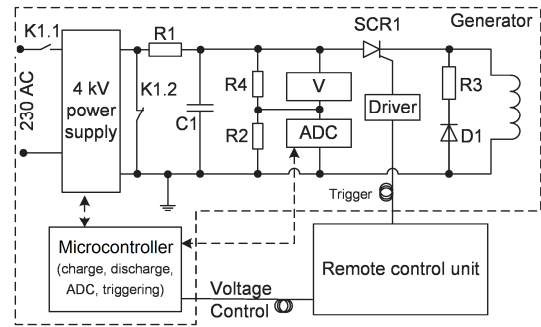 Generator
K1.1
R1
SCR1
230 AC
4 kV
power
supply
K1.2
C1
R4
V
R2
ADC
Driver
R3
D1
Trigger
Microcontroller
(charge, discharge,
ADC, triggering)
Voltage
Control
Remote control unit